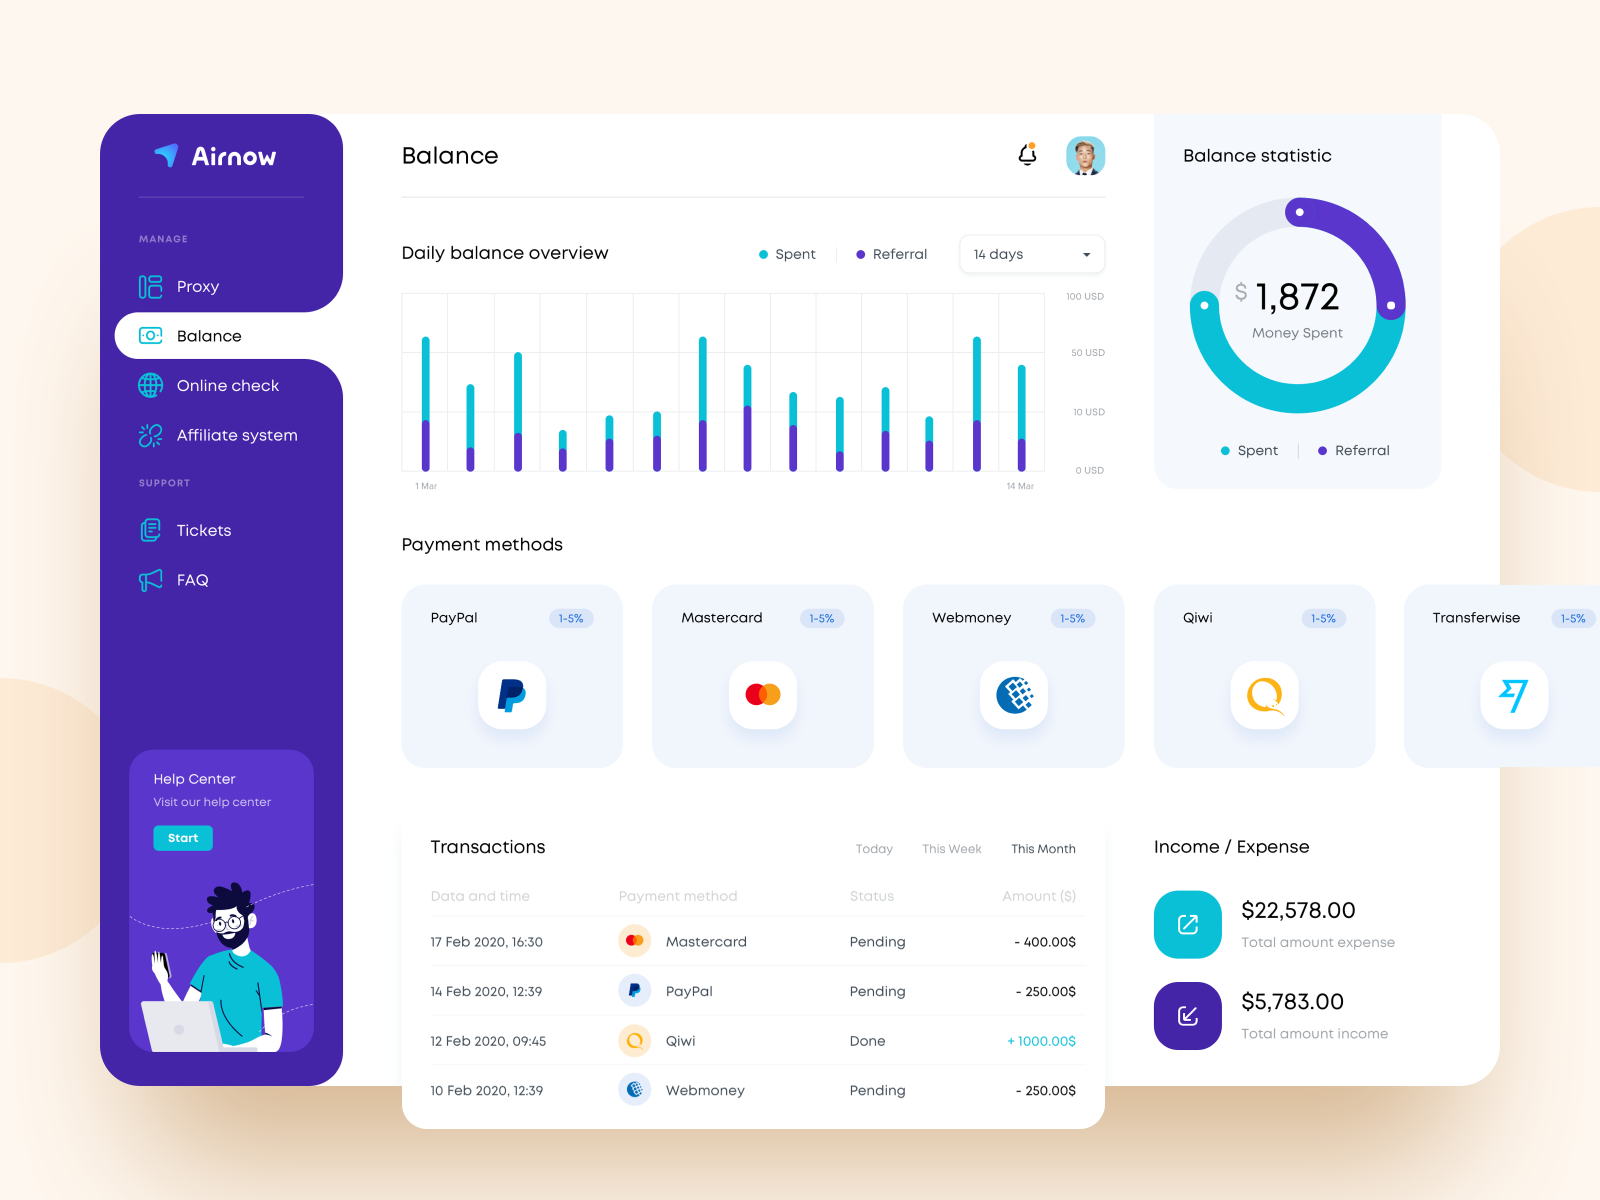 Airnow
MANAGE
Proxy
Balance
Online check
Affiliate system
SUPPORT
Tickets
FAQ
Help Center
Visit our help center
Start
Balance
Daily balance overview
Spent
Referral
14 days
100 USD
50 USD
10 USD
0 USD
1 Mar
14 Mar
Balance statistic
$ 1,872
Money Spent
Spent
Referral
Payment methods
PayPal 1-5%
Mastercard 1-5%
Webmoney 1-5%
Qiwi 1-5%
Transferwise 1-5%
Transactions
Today This Week This Month
Data and time Payment method Status Amount ($)
17 Feb 2020, 16:30 Mastercard Pending - 400.00$
14 Feb 2020, 12:39 PayPal Pending - 250.00$
12 Feb 2020, 09:45 Qiwi Done + 1000.00$
10 Feb 2020, 12:39 Webmoney Pending - 250.00$
Income / Expense
$22,578.00
Total amount expense
$5,783.00
Total amount income